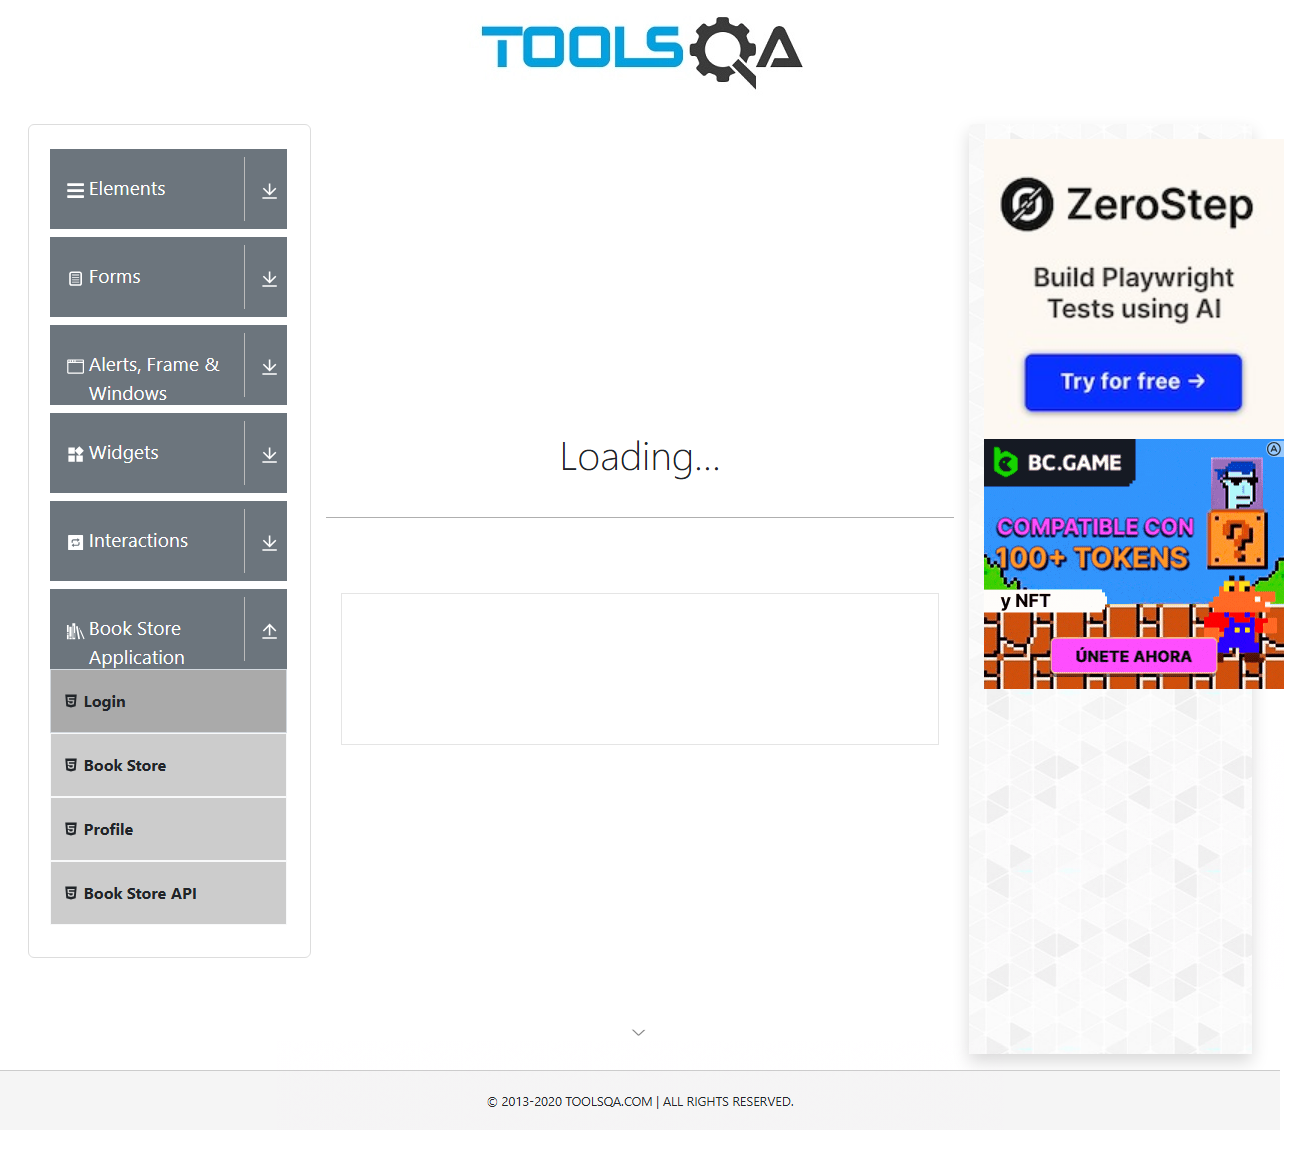 TOOLSQA
Elements
Forms
Alerts, Frame &
Windows
Widgets
Interactions
Book Store
Application
Login
Book Store
Profile
Book Store API
Loading...
ZeroStep
Build Playwright
Tests using AI
Try for free →
BC.GAME
COMPATIBLE CON
100+ TOKENS
y NFT
ÚNETE AHORA
© 2013-2020 TOOLSQA.COM | ALL RIGHTS RESERVED.